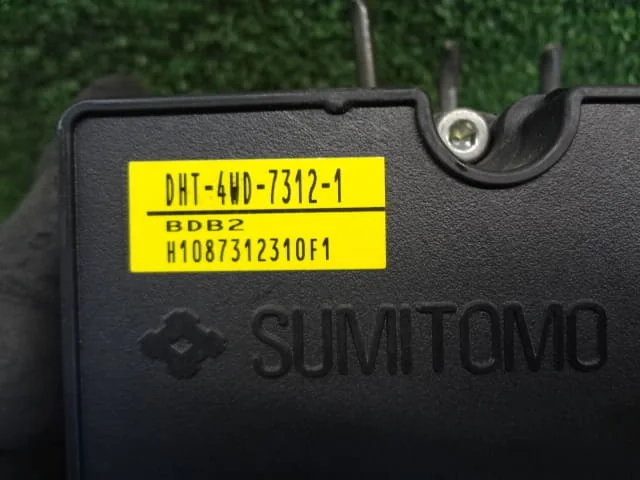 DHT-4WD-7312-1
BDB2
H1087312310F1
SUMITOMO